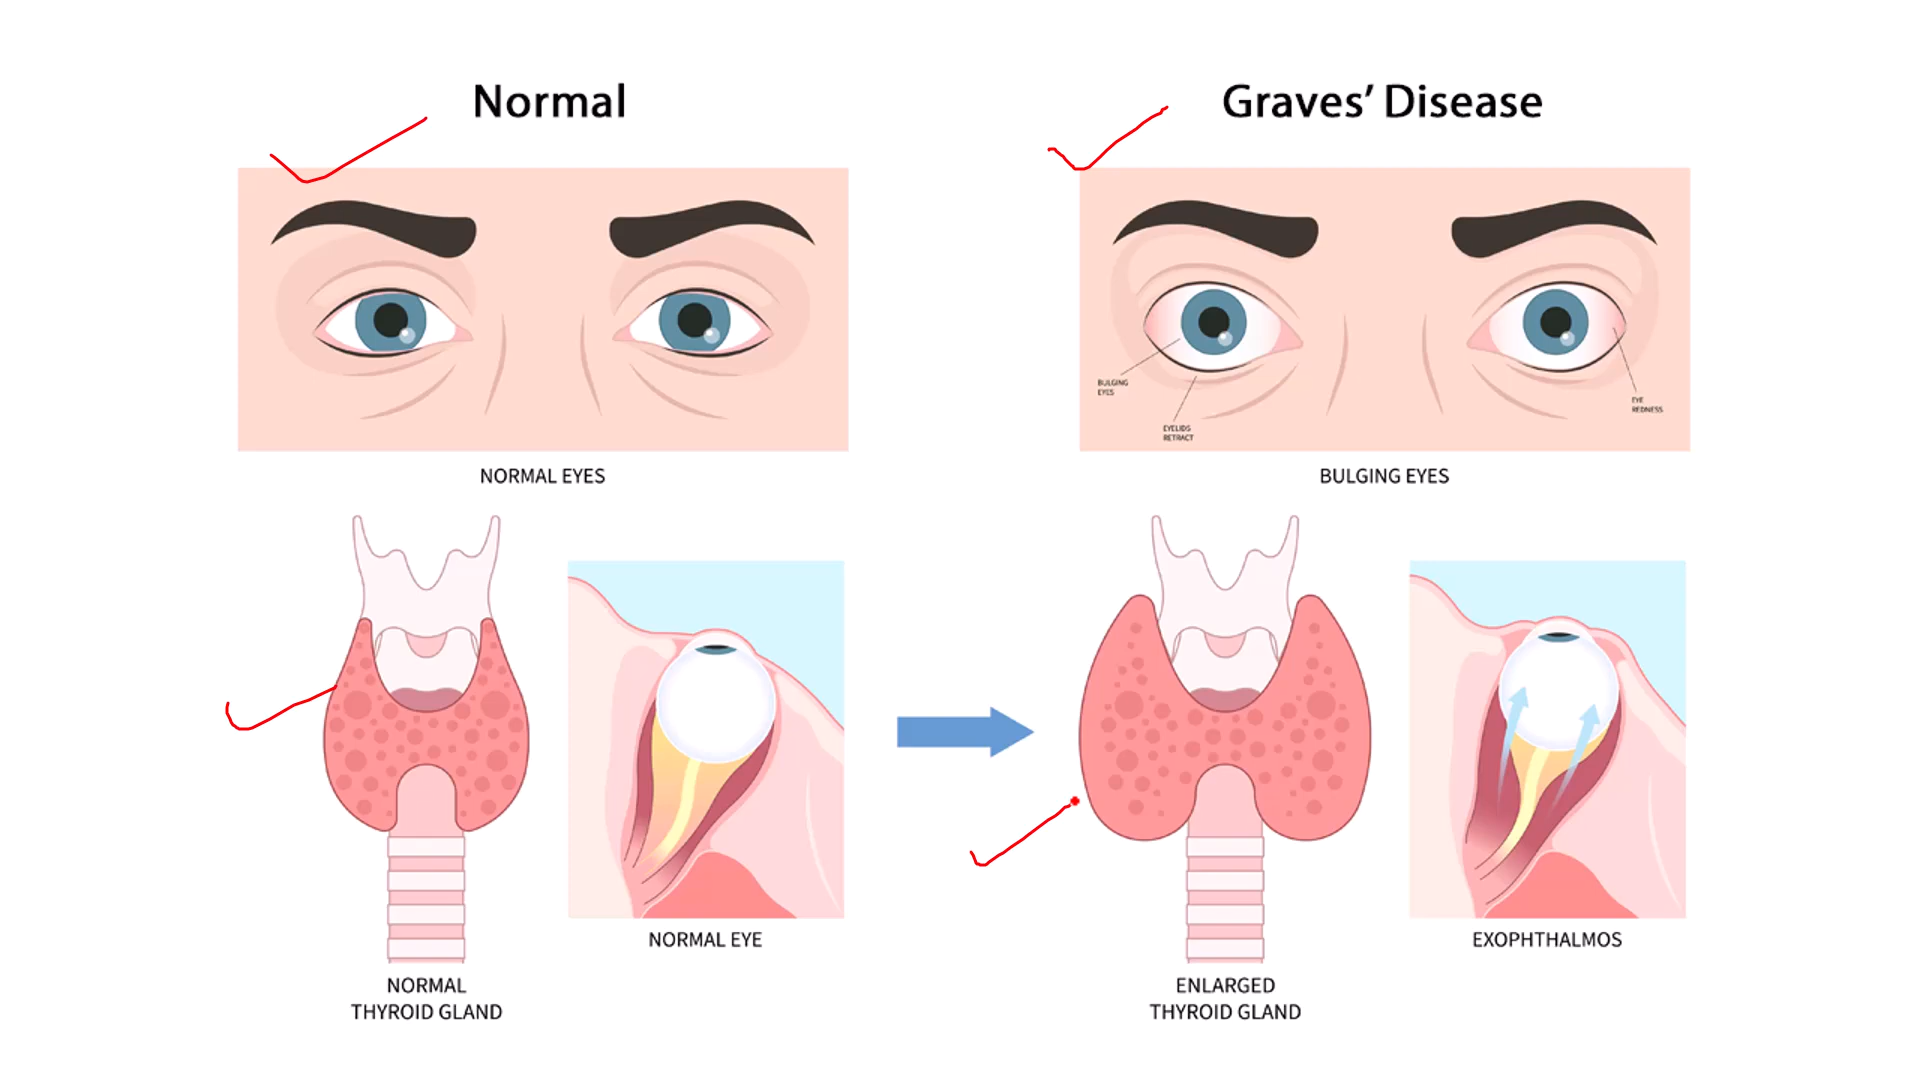 Normal
Graves’ Disease
BULGING
EYES
EYELIDS
RETRACT
EYE
REDNESS
NORMAL EYES
BULGING EYES
NORMAL EYE
EXOPHTHALMOS
NORMAL
THYROID GLAND
ENLARGED
THYROID GLAND